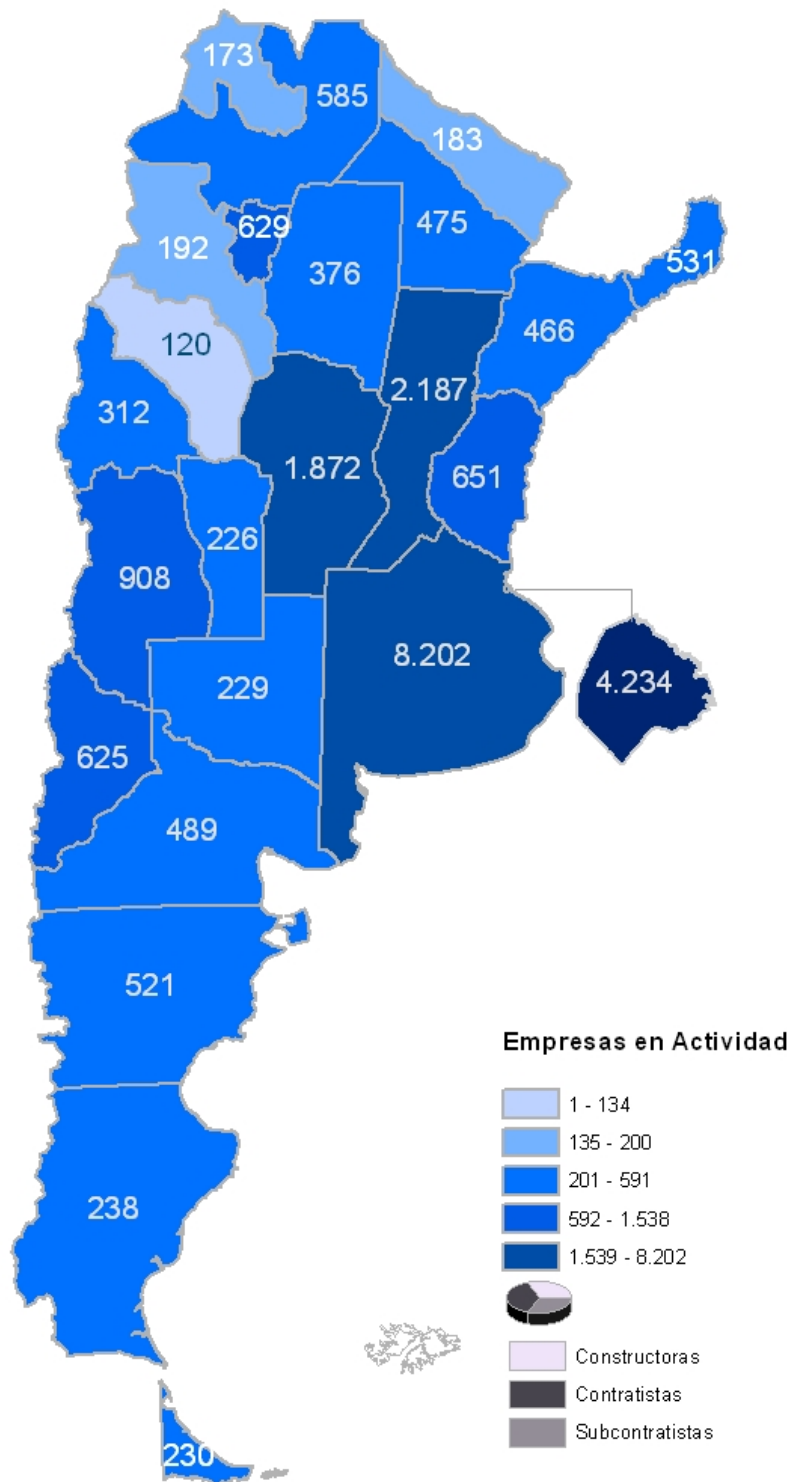 173
585
183
629
475
192
531
376
120
466
2.187
312
1.872
651
226
908
8.202
4.234
229
625
489
521
Empresas en Actividad
1 - 134
135 - 200
201 - 591
592 - 1.538
1.539 - 8.202
238
Constructoras
Contratistas
Subcontratistas
230